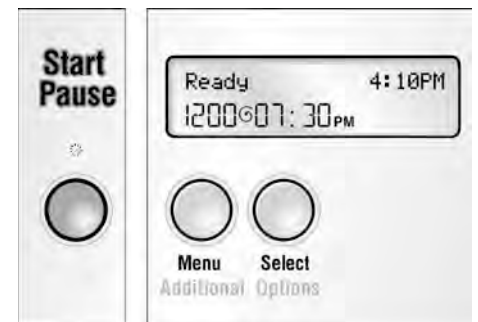 Start
Pause
Ready 4:10PM
1200 07:30PM
Menu Select
Additional Options